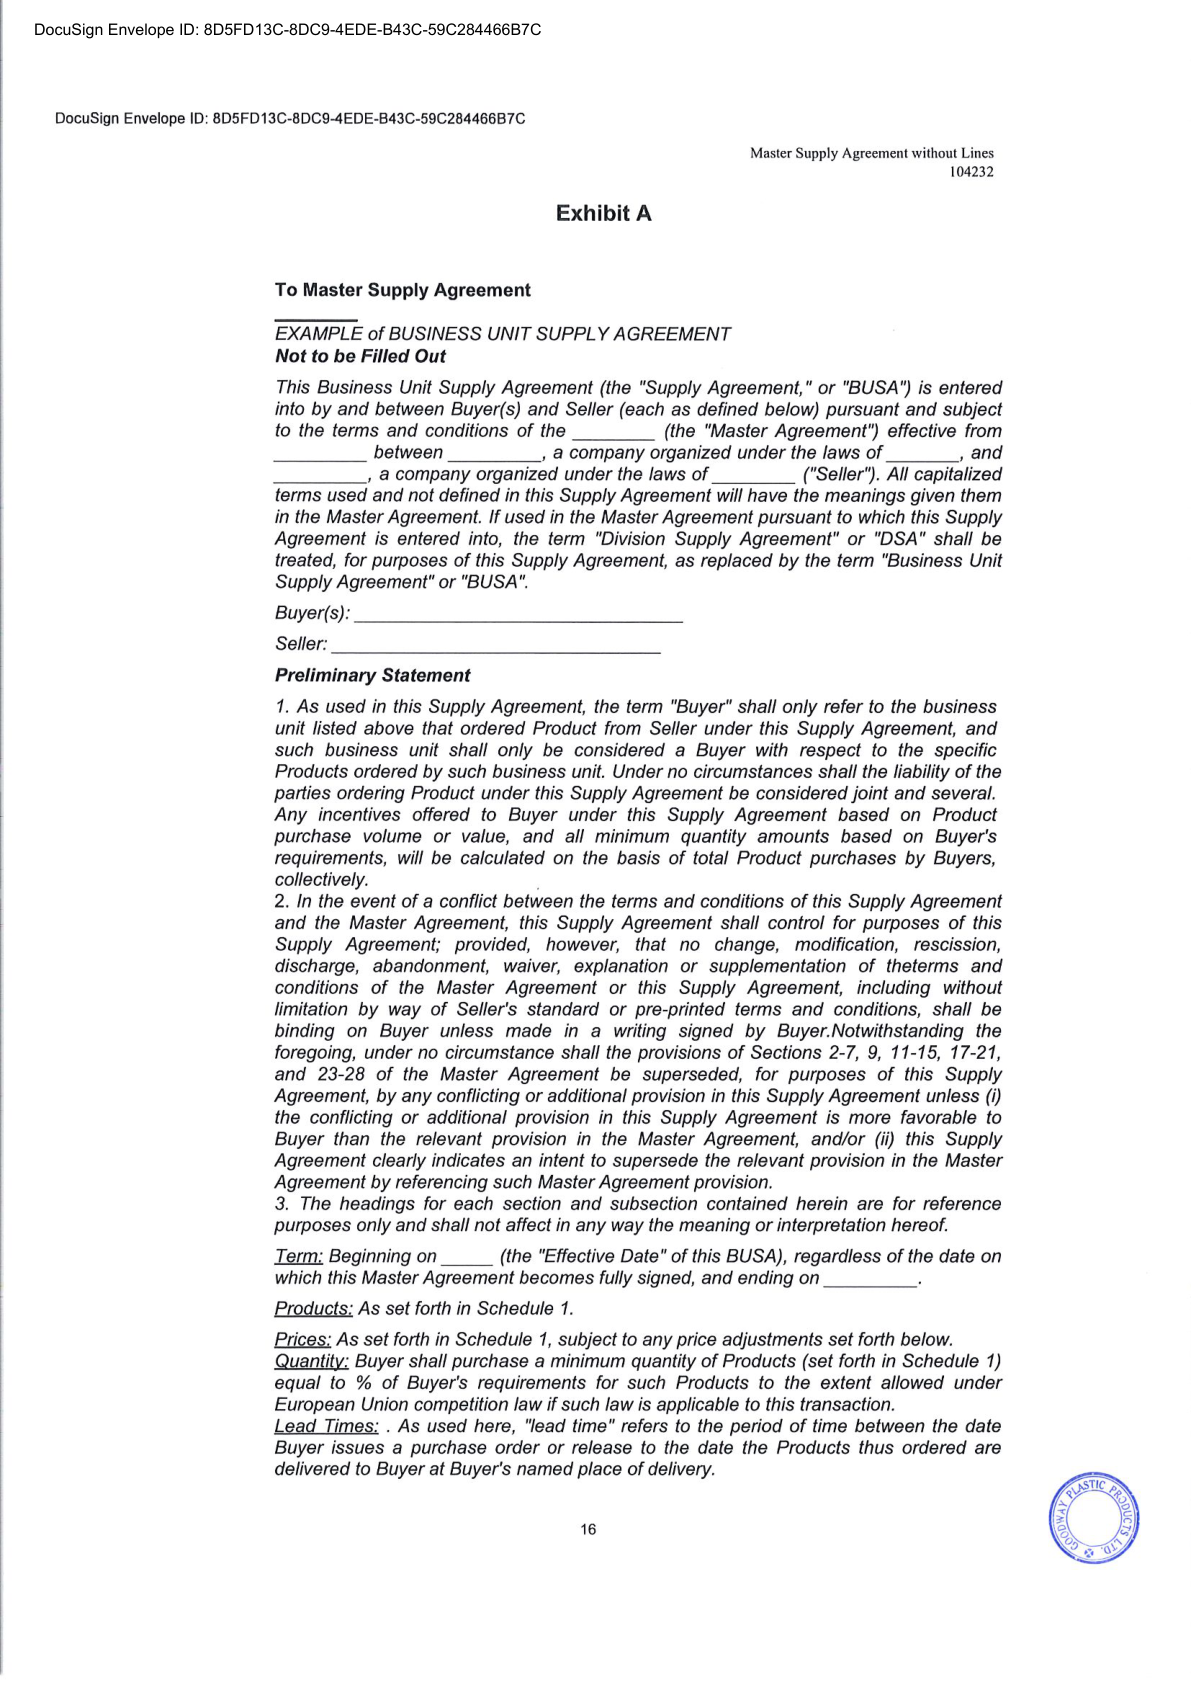 DocuSign Envelope ID: 8D5FD13C-8DC9-4EDE-B43C-59C284466B7C
DocuSign Envelope ID: 8D5FD13C-8DC9-4EDE-B43C-59C284466B7C
Master Supply Agreement without Lines
104232
Exhibit A
To Master Supply Agreement
________
EXAMPLE of BUSINESS UNIT SUPPLY AGREEMENT
Not to be Filled Out
This Business Unit Supply Agreement (the "Supply Agreement," or "BUSA") is entered
into by and between Buyer(s) and Seller (each as defined below) pursuant and subject
to the terms and conditions of the ________ (the "Master Agreement") effective from
_________ between _________, a company organized under the laws of _______, and
_________, a company organized under the laws of ________ ("Seller"). All capitalized
terms used and not defined in this Supply Agreement will have the meanings given them
in the Master Agreement. If used in the Master Agreement pursuant to which this Supply
Agreement is entered into, the term "Division Supply Agreement" or "DSA" shall be
treated, for purposes of this Supply Agreement, as replaced by the term "Business Unit
Supply Agreement" or "BUSA".
Buyer(s): ________________________________
Seller: ________________________________
Preliminary Statement
1. As used in this Supply Agreement, the term "Buyer" shall only refer to the business
unit listed above that ordered Product from Seller under this Supply Agreement, and
such business unit shall only be considered a Buyer with respect to the specific
Products ordered by such business unit. Under no circumstances shall the liability of the
parties ordering Product under this Supply Agreement be considered joint and several.
Any incentives offered to Buyer under this Supply Agreement based on Product
purchase volume or value, and all minimum quantity amounts based on Buyer's
requirements, will be calculated on the basis of total Product purchases by Buyers,
collectively.
2. In the event of a conflict between the terms and conditions of this Supply Agreement
and the Master Agreement, this Supply Agreement shall control for purposes of this
Supply Agreement; provided, however, that no change, modification, rescission,
discharge, abandonment, waiver, explanation or supplementation of theterms and
conditions of the Master Agreement or this Supply Agreement, including without
limitation by way of Seller's standard or pre-printed terms and conditions, shall be
binding on Buyer unless made in a writing signed by Buyer.Notwithstanding the
foregoing, under no circumstance shall the provisions of Sections 2-7, 9, 11-15, 17-21,
and 23-28 of the Master Agreement be superseded, for purposes of this Supply
Agreement, by any conflicting or additional provision in this Supply Agreement unless (i)
the conflicting or additional provision in this Supply Agreement is more favorable to
Buyer than the relevant provision in the Master Agreement, and/or (ii) this Supply
Agreement clearly indicates an intent to supersede the relevant provision in the Master
Agreement by referencing such Master Agreement provision.
3. The headings for each section and subsection contained herein are for reference
purposes only and shall not affect in any way the meaning or interpretation hereof.
Term: Beginning on _____ (the "Effective Date" of this BUSA), regardless of the date on
which this Master Agreement becomes fully signed, and ending on _________.
Products: As set forth in Schedule 1.
Prices: As set forth in Schedule 1, subject to any price adjustments set forth below.
Quantity: Buyer shall purchase a minimum quantity of Products (set forth in Schedule 1)
equal to % of Buyer's requirements for such Products to the extent allowed under
European Union competition law if such law is applicable to this transaction.
Lead Times: . As used here, "lead time" refers to the period of time between the date
Buyer issues a purchase order or release to the date the Products thus ordered are
delivered to Buyer at Buyer's named place of delivery.
16
GOODWAY PLASTIC PRODUCTS LTD.